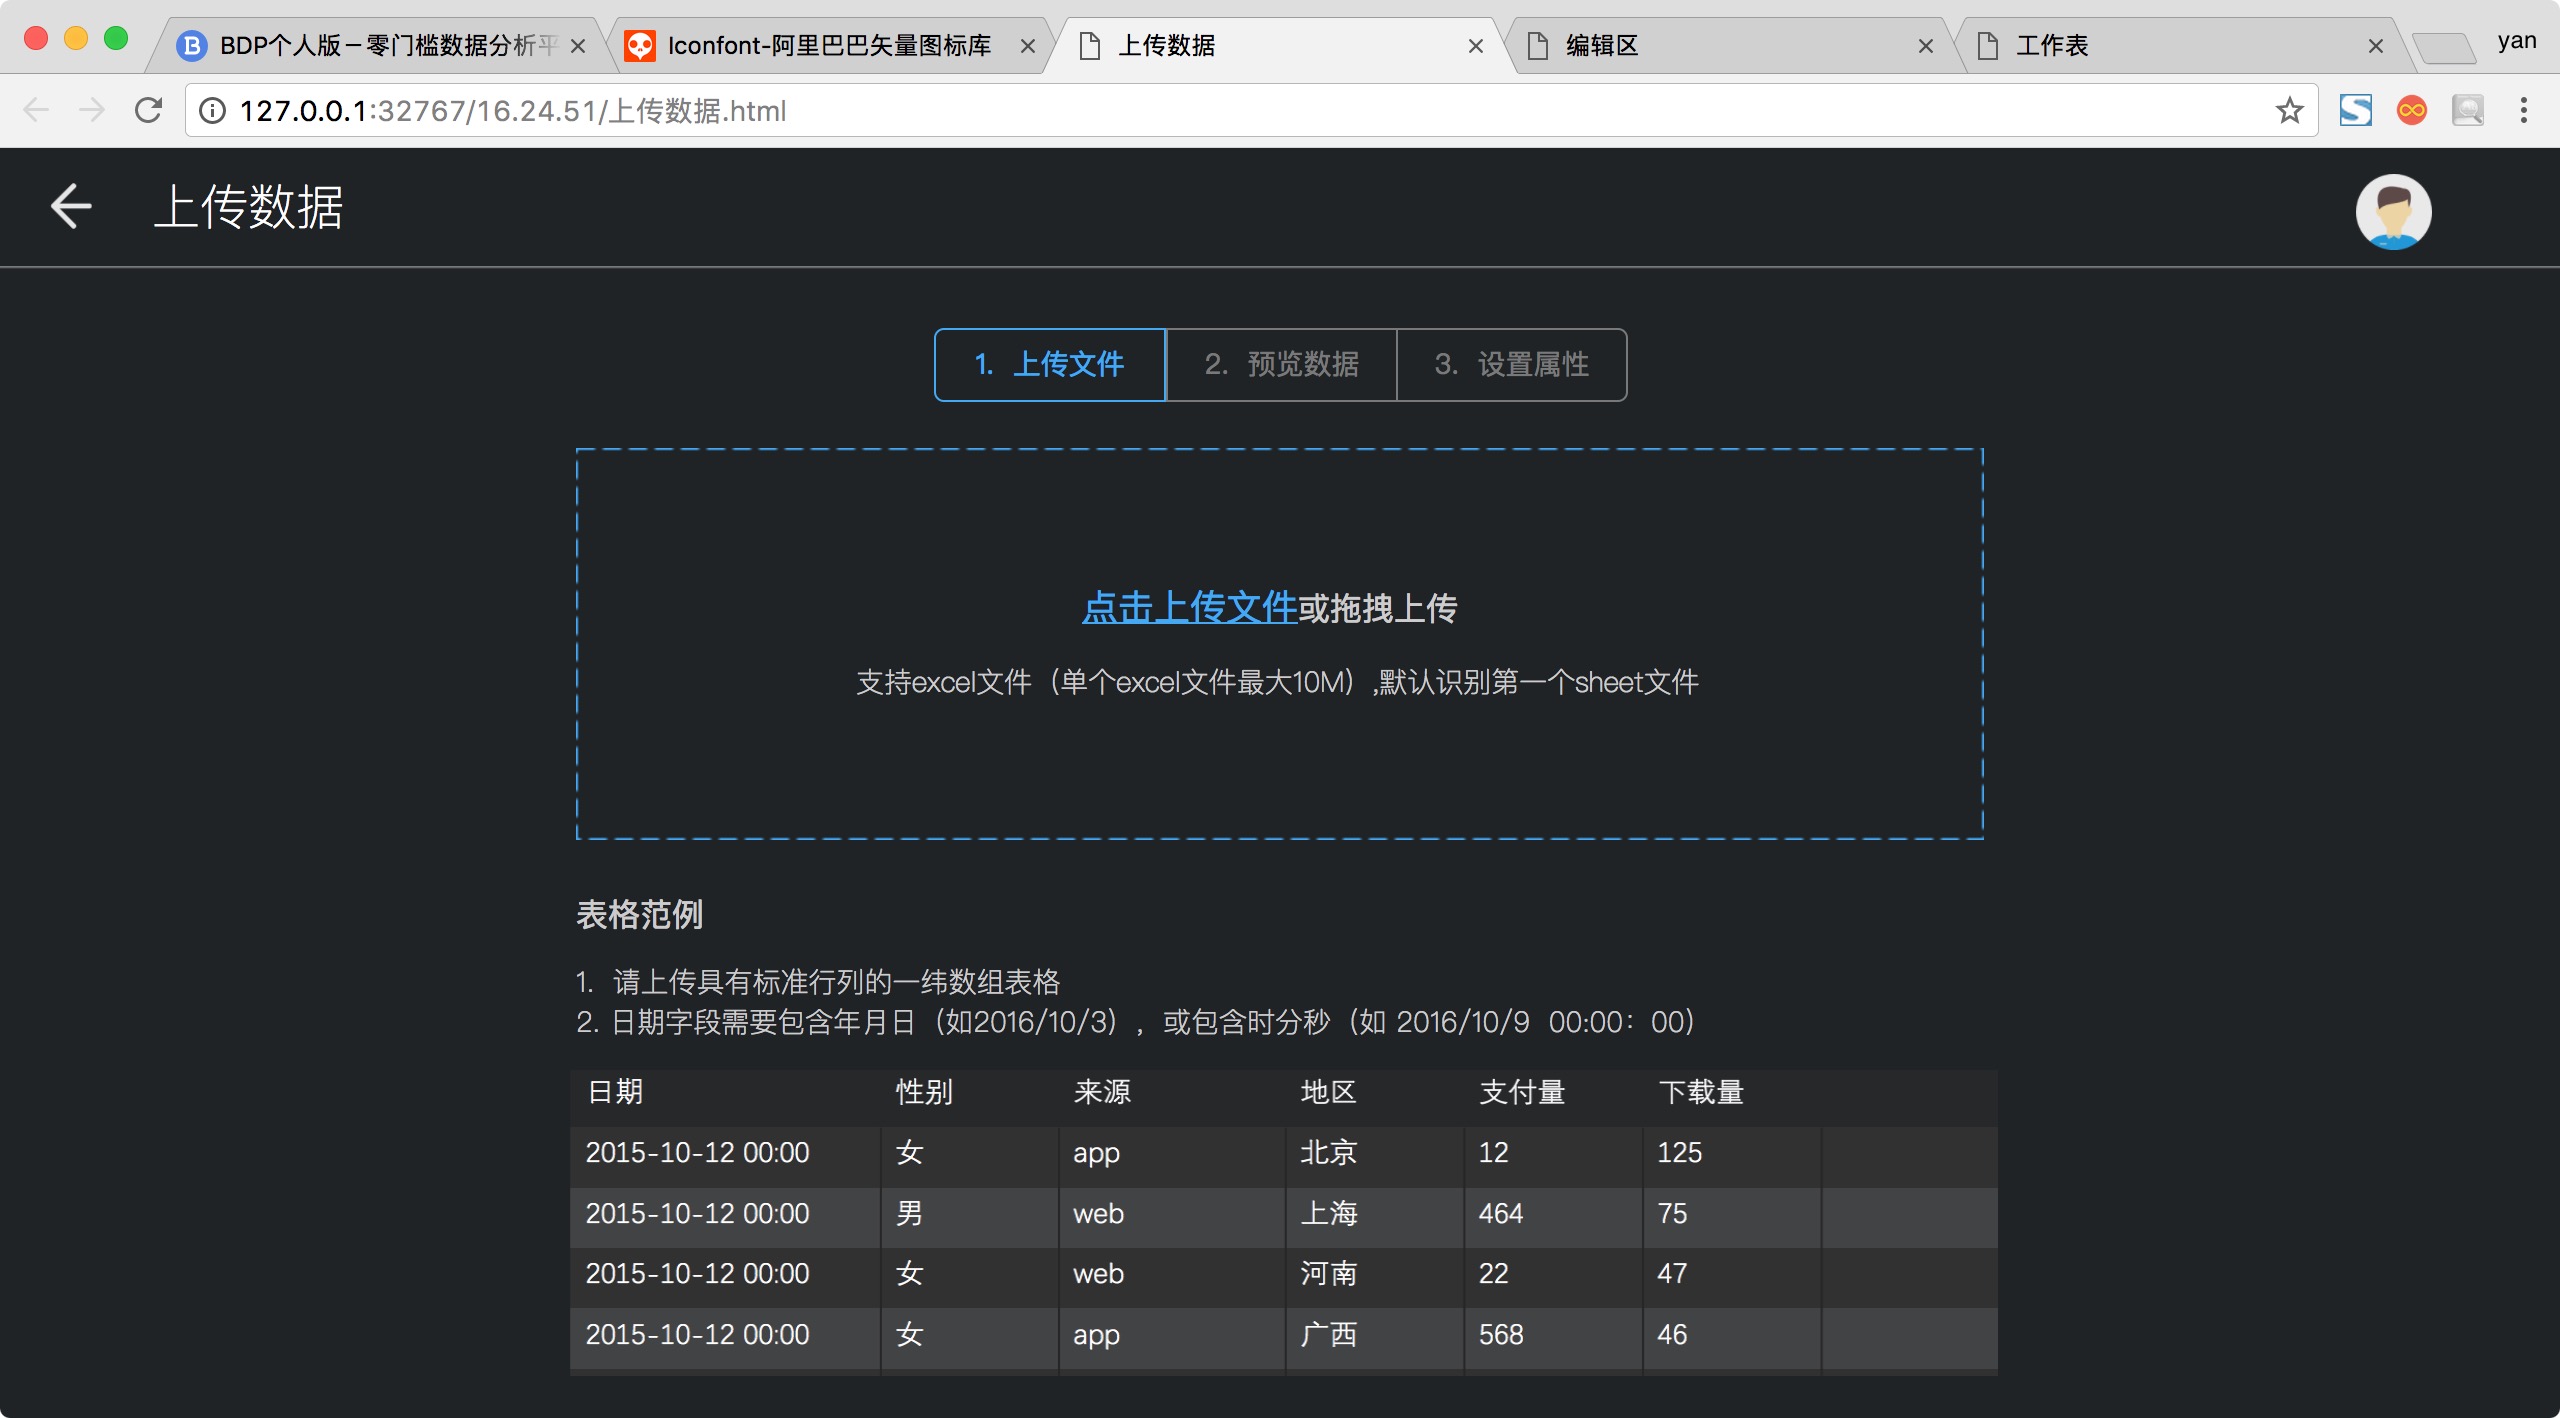 BDP个人版－零门槛数据分析平
Iconfont-阿里巴巴矢量图标库
上传数据
编辑区
工作表
yan
127.0.0.1:32767/16.24.51/上传数据.html
上传数据
1. 上传文件
2. 预览数据
3. 设置属性
点击上传文件或拖拽上传
支持excel文件（单个excel文件最大10M）,默认识别第一个sheet文件
表格范例
1. 请上传具有标准行列的一纬数组表格
2. 日期字段需要包含年月日（如2016/10/3），或包含时分秒（如 2016/10/9 00:00：00）
日期 性别 来源 地区 支付量 下载量
2015-10-12 00:00 女 app 北京 12 125
2015-10-12 00:00 男 web 上海 464 75
2015-10-12 00:00 女 web 河南 22 47
2015-10-12 00:00 女 app 广西 568 46